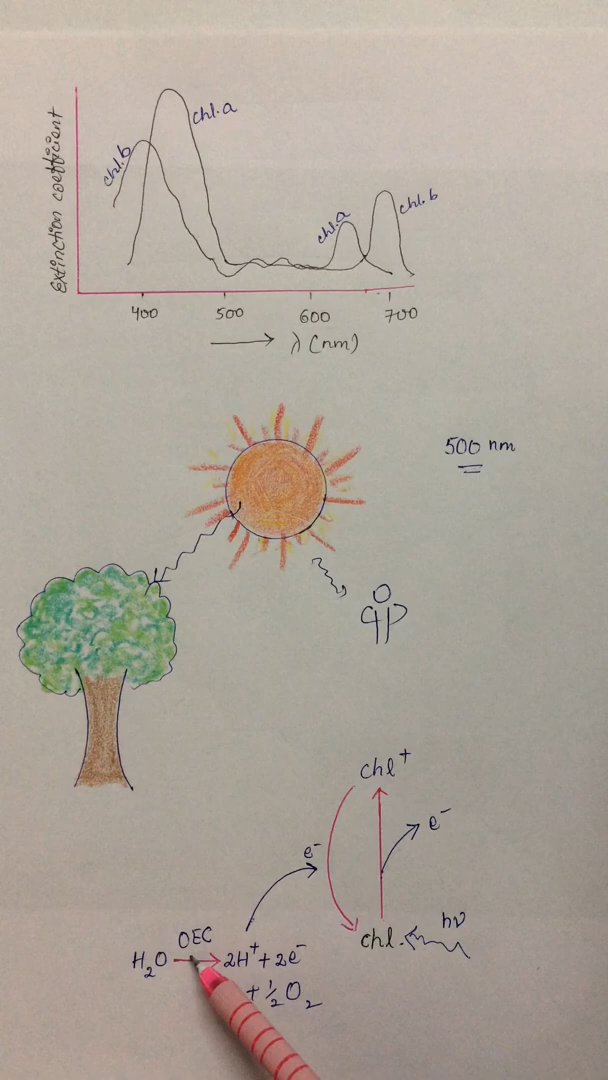 Extinction coefficient
chl.b
chl.a
chl.a
chl.b
400 500 600 700
λ (nm)
500 nm
chl⁺
e⁻
e⁻
hν
chl.
OEC
H₂O → 2H⁺ + 2e⁻
+ ½ O₂